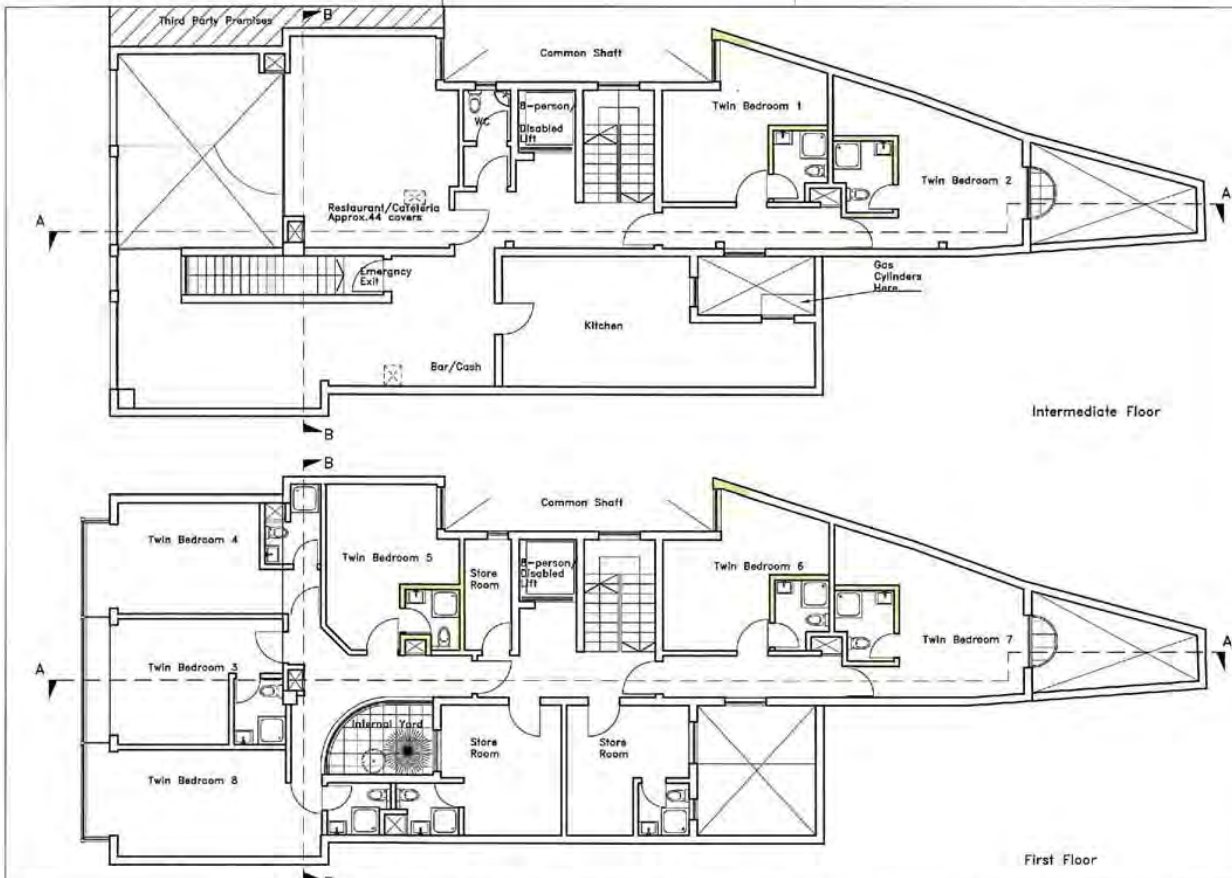 Third Party Premises
B
Common Shaft
Twin Bedroom 1
8-person/
Disabled
Lift
WC
Twin Bedroom 2
Restaurant/Cafeteria
Approx.44 covers
A
A
Emergency
Exit
Gas
Cylinders
Here
Kitchen
Bar/Cash
Intermediate Floor
B
B
Common Shaft
Twin Bedroom 4
Twin Bedroom 5
Store
Room
8-person/
Disabled
Lift
Twin Bedroom 6
Twin Bedroom 7
Twin Bedroom 3
A
A
Internal Yard
Store
Room
Store
Room
Twin Bedroom 8
First Floor